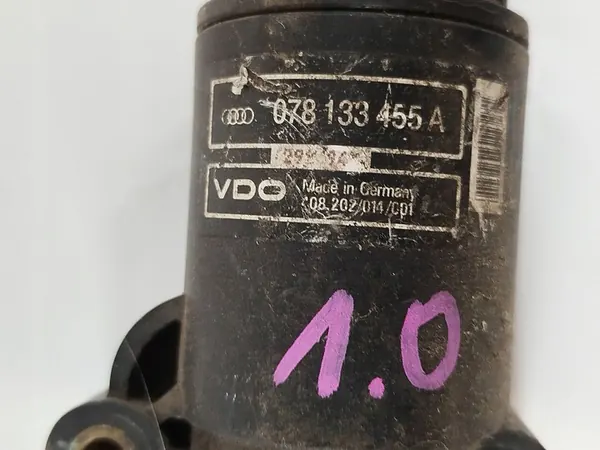 078 133 455 A
VDO Made in Germany
408.202/014/001
1.0